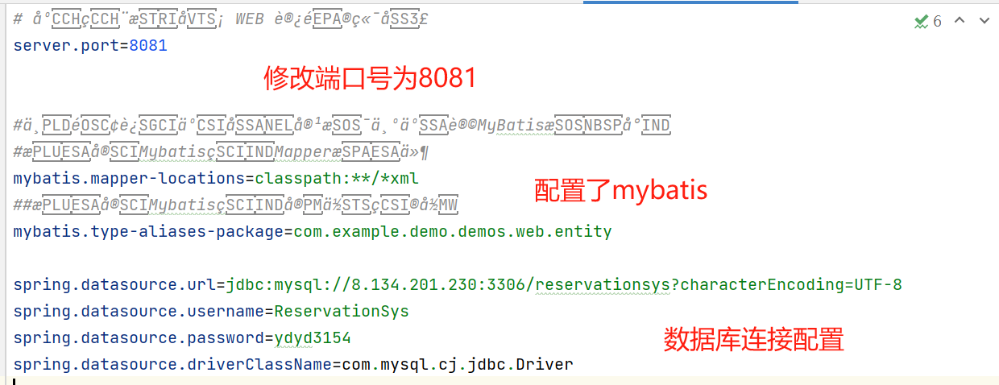 # åºCCHçCCH¨æSTRIåVTS¡ WEB è®¿éEPA®ç«¯åSS3£
6
server.port=8081
修改端口号为8081
#ä¸PLDéOSC¢è¿SGCIäºCSIåSSANELå®¹æSOS¯ä¸ºäºSSAè®©MyBatisæSOSNBSPå°IND
#æPLUESAå®SCIMybatisçSCIINDMapperæSPAESAä»¶
mybatis.mapper-locations=classpath:**/*xml
配置了mybatis
##æPLUESAå®SCIMybatisçSCIINDå®PMä½STSçCSI®å½MW
mybatis.type-aliases-package=com.example.demo.demos.web.entity
spring.datasource.url=jdbc:mysql://8.134.201.230:3306/reservationsys?characterEncoding=UTF-8
spring.datasource.username=ReservationSys
spring.datasource.password=ydyd3154
数据库连接配置
spring.datasource.driverClassName=com.mysql.cj.jdbc.Driver